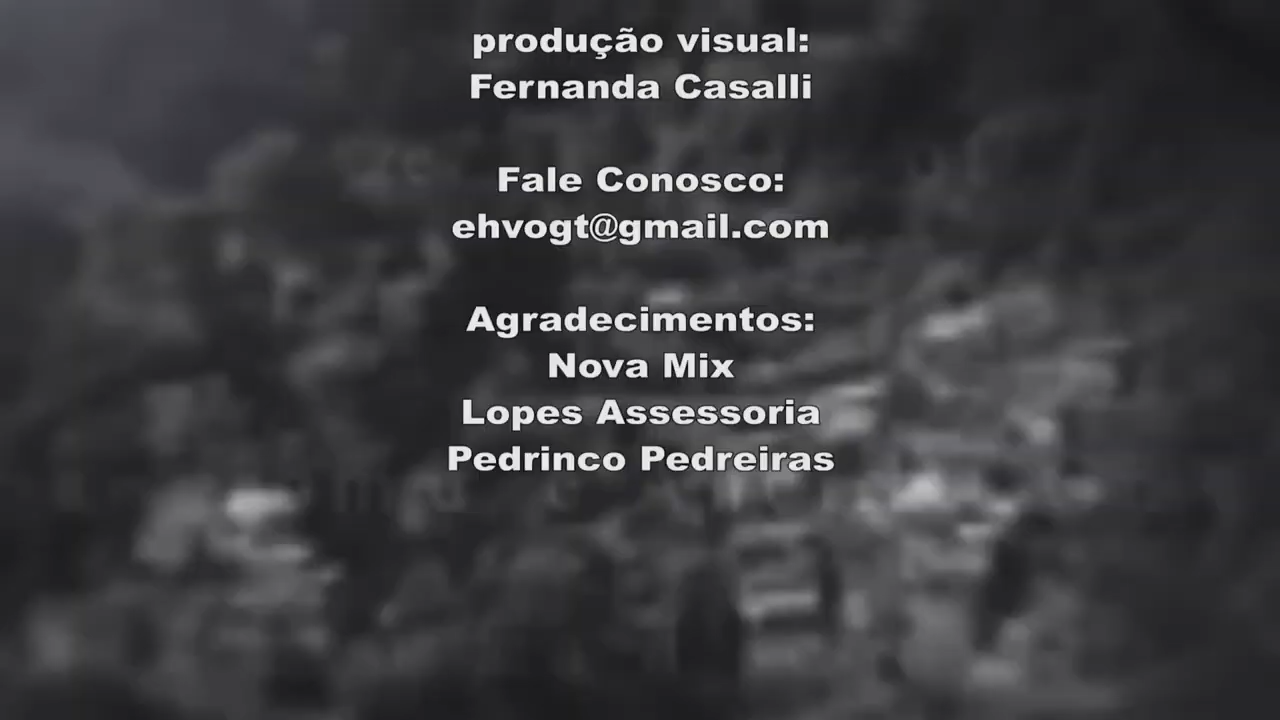 produção visual:
Fernanda Casalli
Fale Conosco:
ehvogt@gmail.com
Agradecimentos:
Nova Mix
Lopes Assessoria
Pedrinco Pedreiras